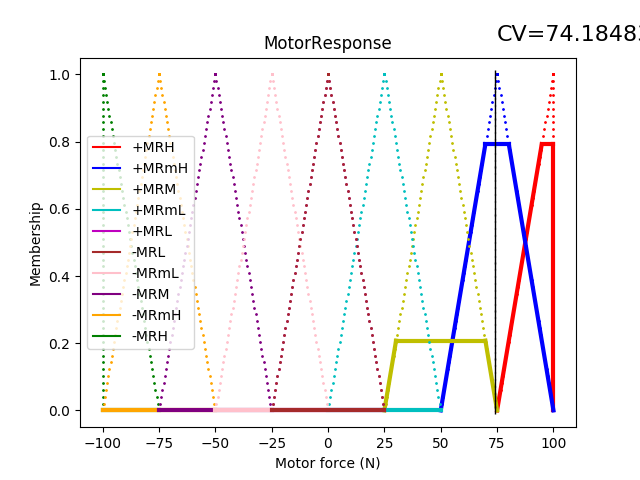 CV=74.1848
MotorResponse
Membership
1.0
0.8
0.6
0.4
0.2
0.0
+MRH
+MRmH
+MRM
+MRmL
+MRL
-MRL
-MRmL
-MRM
-MRmH
-MRH
−100 −75 −50 −25 0 25 50 75 100
Motor force (N)